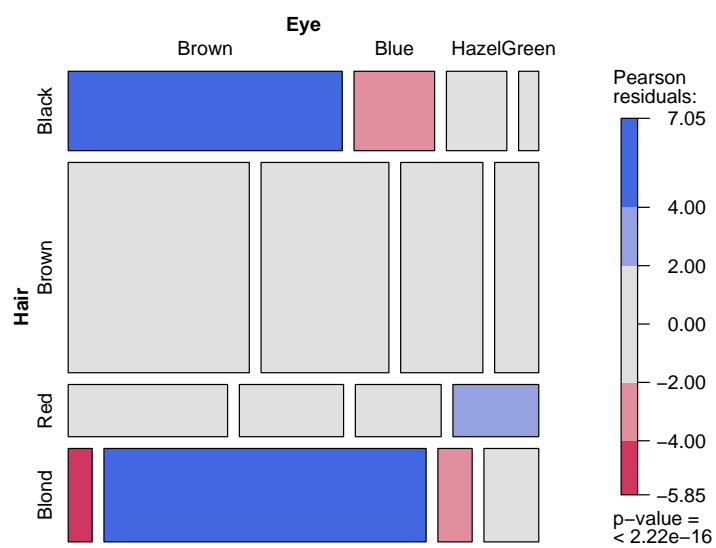 Eye
Brown Blue Hazel Green
Hair
Black
Brown
Red
Blond
Pearson
residuals:
7.05
4.00
2.00
0.00
−2.00
−4.00
−5.85
p−value =
< 2.22e−16